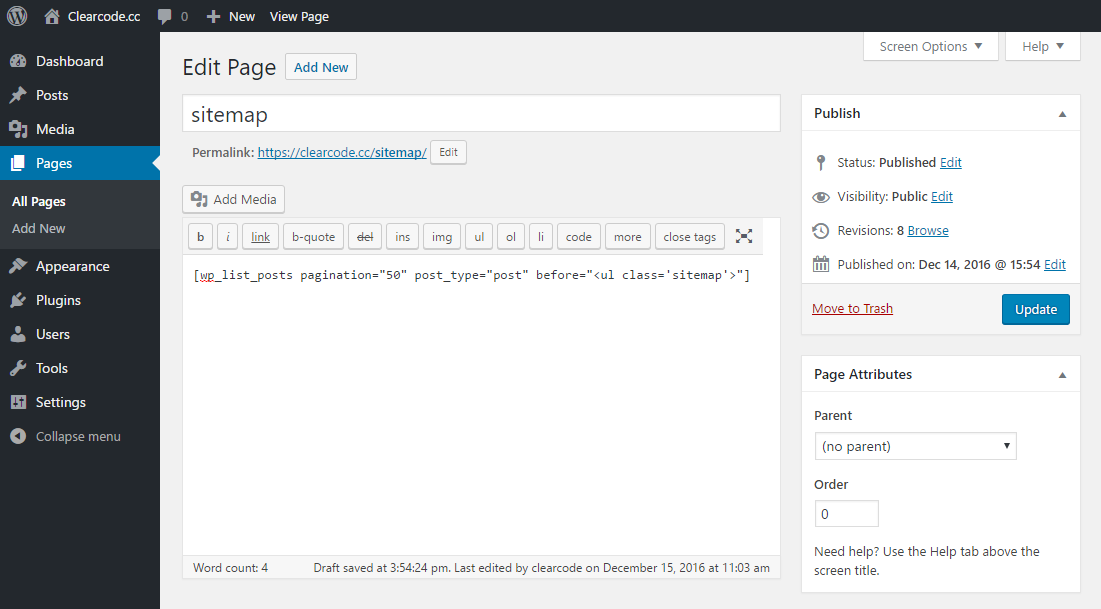 Clearcode.cc 0 New View Page
Dashboard
Posts
Media
Pages
All Pages
Add New
Appearance
Plugins
Users
Tools
Settings
Collapse menu
Screen Options Help
Edit Page Add New
sitemap
Permalink: https://clearcode.cc/sitemap/ Edit
Add Media
b i link b-quote del ins img ul ol li code more close tags
[wp_list_posts pagination="50" post_type="post" before="<ul class='sitemap'>"]
Word count: 4 Draft saved at 3:54:24 pm. Last edited by clearcode on December 15, 2016 at 11:03 am
Publish
Status: Published Edit
Visibility: Public Edit
Revisions: 8 Browse
Published on: Dec 14, 2016 @ 15:54 Edit
Move to Trash Update
Page Attributes
Parent
(no parent)
Order
0
Need help? Use the Help tab above the
screen title.